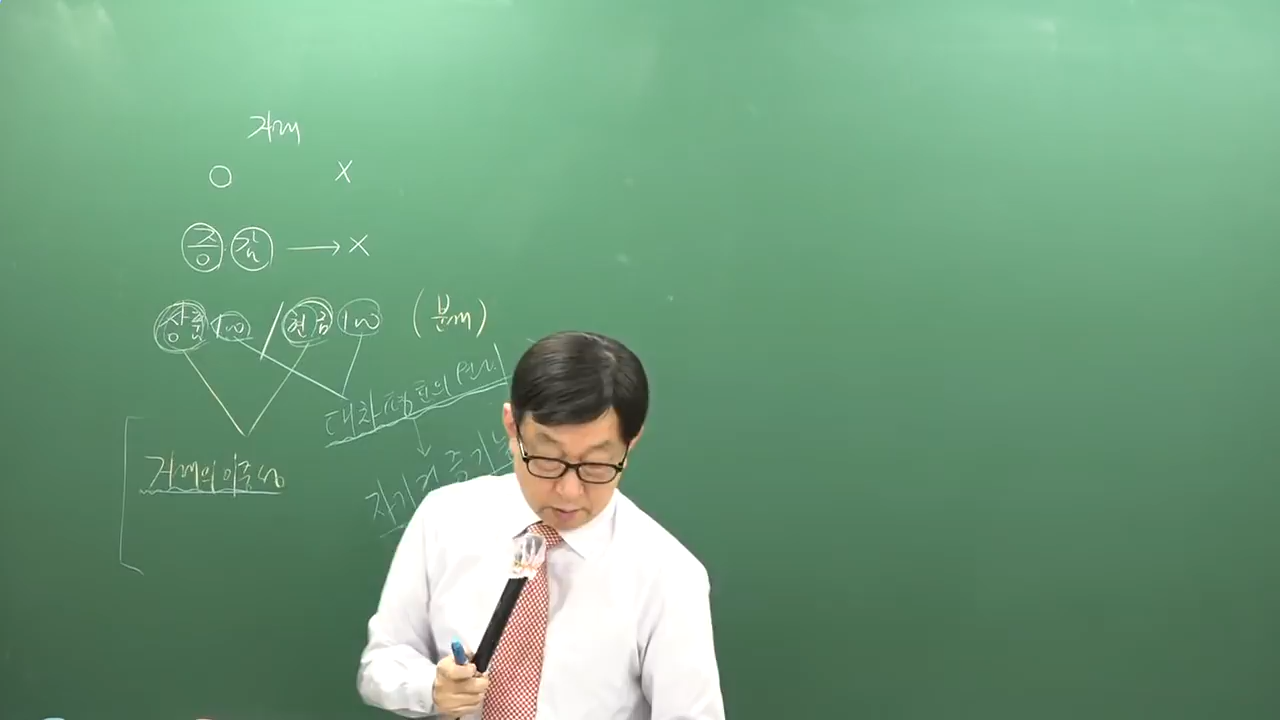 거래
○ X
증 감 → X
상품 100 / 현금 100 (분개)
대차평균의 원리
거래의 이중성
자기검증기능